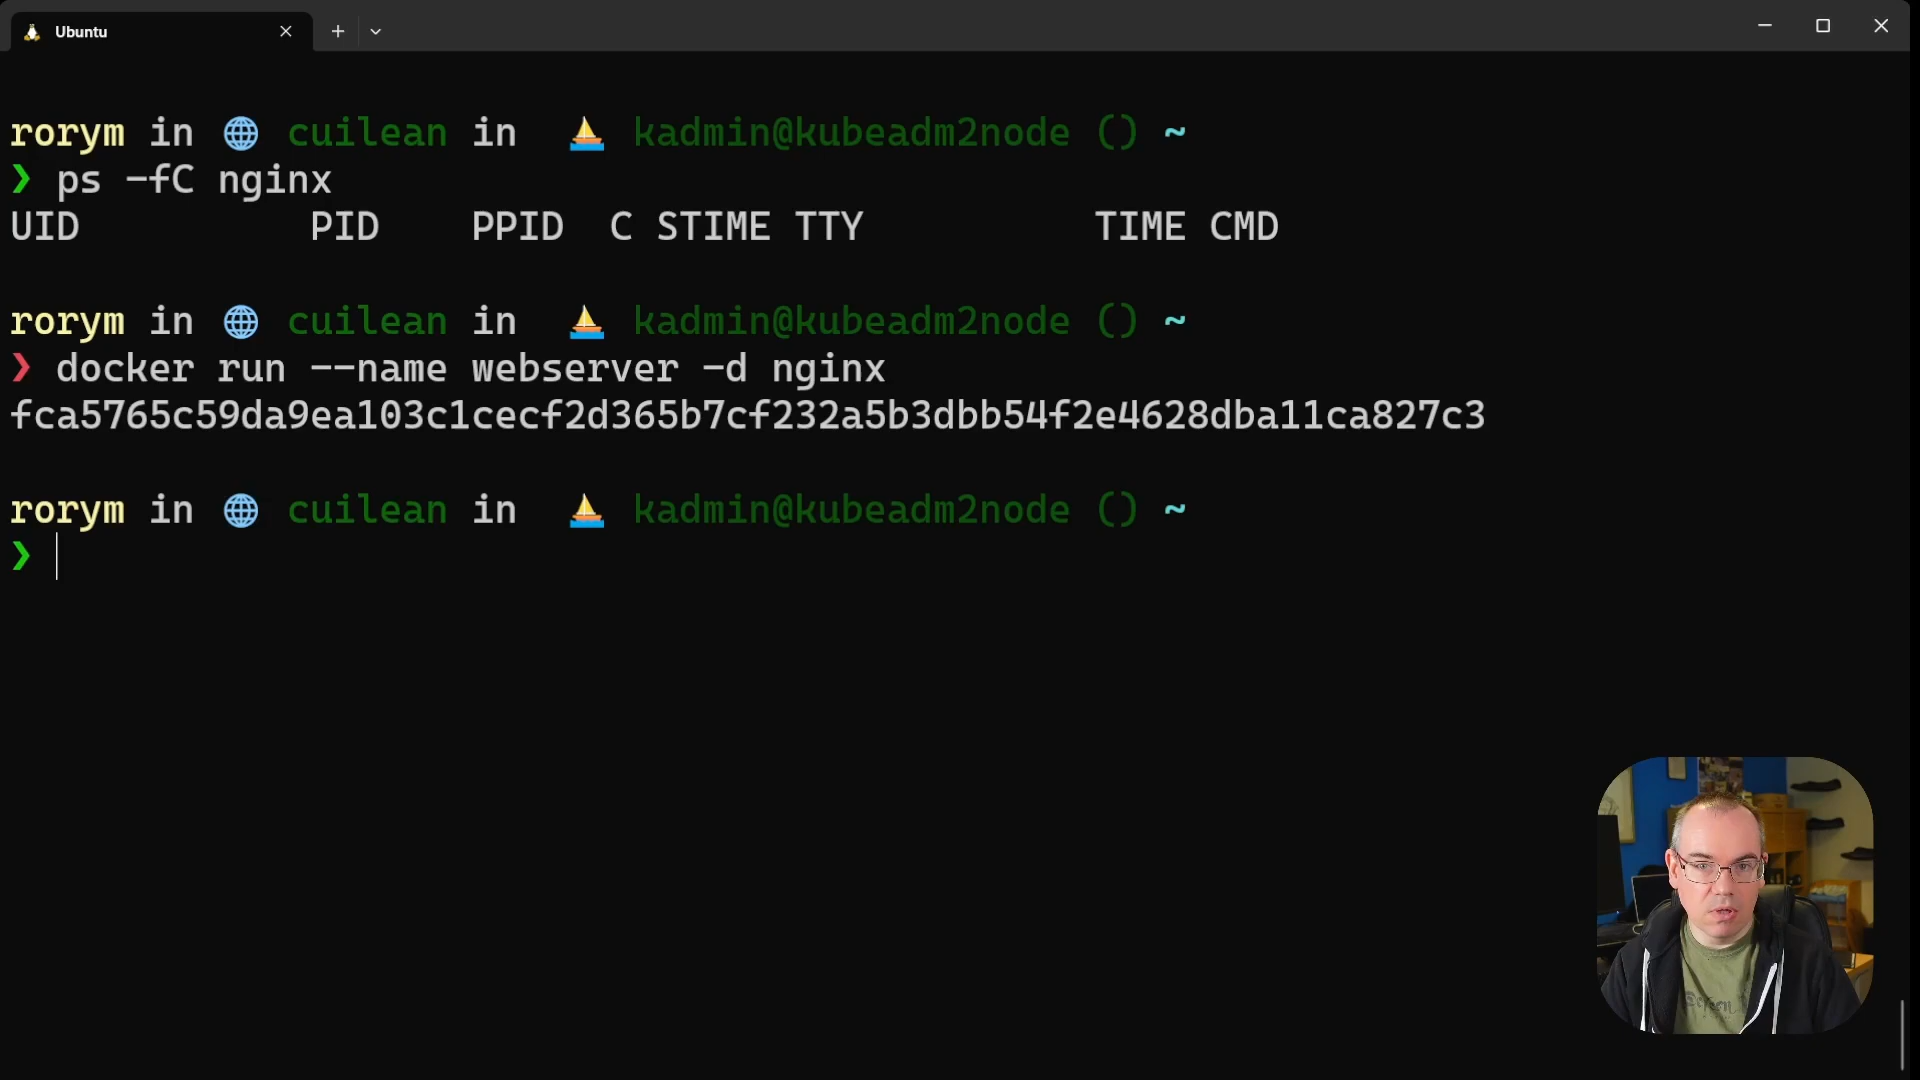 Ubuntu
rorym in cuilean in kadmin@kubeadm2node () ~
❯ ps -fC nginx
UID PID PPID C STIME TTY TIME CMD
rorym in cuilean in kadmin@kubeadm2node () ~
❯ docker run --name webserver -d nginx
fca5765c59da9ea103c1cecf2d365b7cf232a5b3dbb54f2e4628dba11ca827c3
rorym in cuilean in kadmin@kubeadm2node () ~
❯